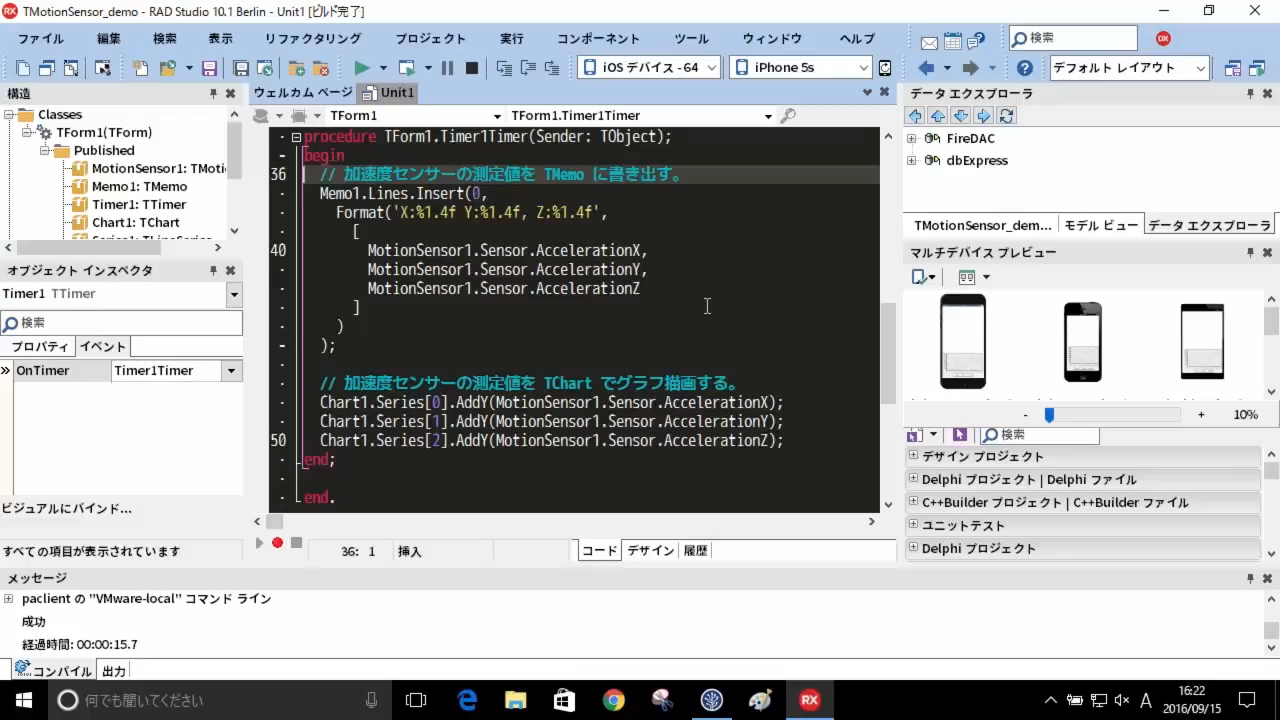 TMotionSensor_demo - RAD Studio 10.1 Berlin - Unit1 [ビルド完了]
ファイル 編集 検索 表示 リファクタリング プロジェクト 実行 コンポーネント ツール ウィンドウ ヘルプ 検索
iOS デバイス - 64 iPhone 5s デフォルト レイアウト
構造
Classes
TForm1(TForm)
Published
MotionSensor1: TMoti
Memo1: TMemo
Timer1: TTimer
Chart1: TChart
オブジェクト インスペクタ
Timer1 TTimer
検索
プロパティ イベント
OnTimer Timer1Timer
ビジュアルにバインド...
すべての項目が表示されています
ウェルカム ページ Unit1
TForm1 TForm1.Timer1Timer
procedure TForm1.Timer1Timer(Sender: TObject);
begin
36 // 加速度センサーの測定値を TMemo に書き出す。
Memo1.Lines.Insert(0,
Format('X:%1.4f Y:%1.4f, Z:%1.4f',
[
40 MotionSensor1.Sensor.AccelerationX,
MotionSensor1.Sensor.AccelerationY,
MotionSensor1.Sensor.AccelerationZ
]
)
);
// 加速度センサーの測定値を TChart でグラフ描画する。
Chart1.Series[0].AddY(MotionSensor1.Sensor.AccelerationX);
Chart1.Series[1].AddY(MotionSensor1.Sensor.AccelerationY);
50 Chart1.Series[2].AddY(MotionSensor1.Sensor.AccelerationZ);
end;
end.
36: 1 挿入 コード デザイン 履歴
データ エクスプローラ
FireDAC
dbExpress
TMotionSensor_dem... モデル ビュー データ エクスプローラ
マルチデバイス プレビュー
- + 10%
検索
デザイン プロジェクト
Delphi プロジェクト | Delphi ファイル
C++Builder プロジェクト | C++Builder ファイル
ユニットテスト
Delphi プロジェクト
メッセージ
paclient の "VMware-local" コマンド ライン
成功
経過時間: 00:00:15.7
コンパイル 出力
何でも聞いてください
RX
A
16:22
2016/09/15